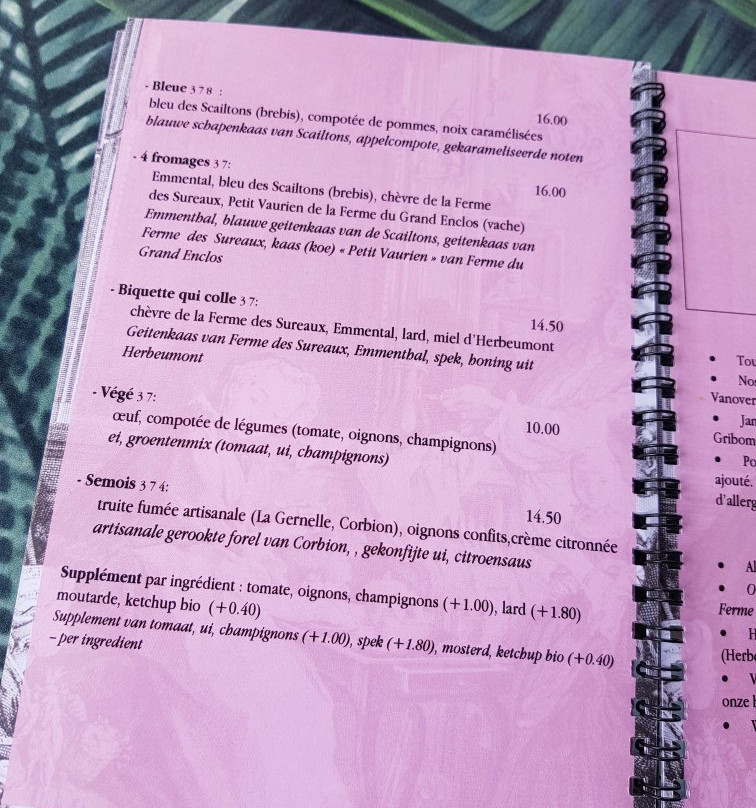 - Bleue 3 7 8 :
16.00
bleu des Scailtons (brebis), compotée de pommes, noix caramélisées
blauwe schapenkaas van Scailtons, appelcompote, gekarameliseerde noten
- 4 fromages 3 7:
16.00
Emmental, bleu des Scailtons (brebis), chèvre de la Ferme
des Sureaux, Petit Vaurien de la Ferme du Grand Enclos (vache)
Emmenthal, blauwe geitenkaas van de Scailtons, geitenkaas van
Ferme des Sureaux, kaas (koe) « Petit Vaurien » van Ferme du
Grand Enclos
- Biquette qui colle 3 7:
14.50
chèvre de la Ferme des Sureaux, Emmental, lard, miel d'Herbeumont
Geitenkaas van Ferme des Sureaux, Emmenthal, spek, honing uit
Herbeumont
- Végé 3 7:
10.00
œuf, compotée de légumes (tomate, oignons, champignons)
ei, groentenmix (tomaat, ui, champignons)
- Semois 3 7 4:
14.50
truite fumée artisanale (La Gernelle, Corbion), oignons confits,crème citronnée
artisanale gerookte forel van Corbion, , gekonfijte ui, citroensaus
Supplément par ingrédient : tomate, oignons, champignons (+1.00), lard (+1.80)
moutarde, ketchup bio (+0.40)
Supplement van tomaat, ui, champignons (+1.00), spek (+1.80), mosterd, ketchup bio (+0.40)
– per ingredient
• Tou
• Nos
Vanover
• Jam
Gribom
• Po
ajouté.
d'allerg
• Al
• O
Ferme
• H
(Herbe
• V
onze b
• V